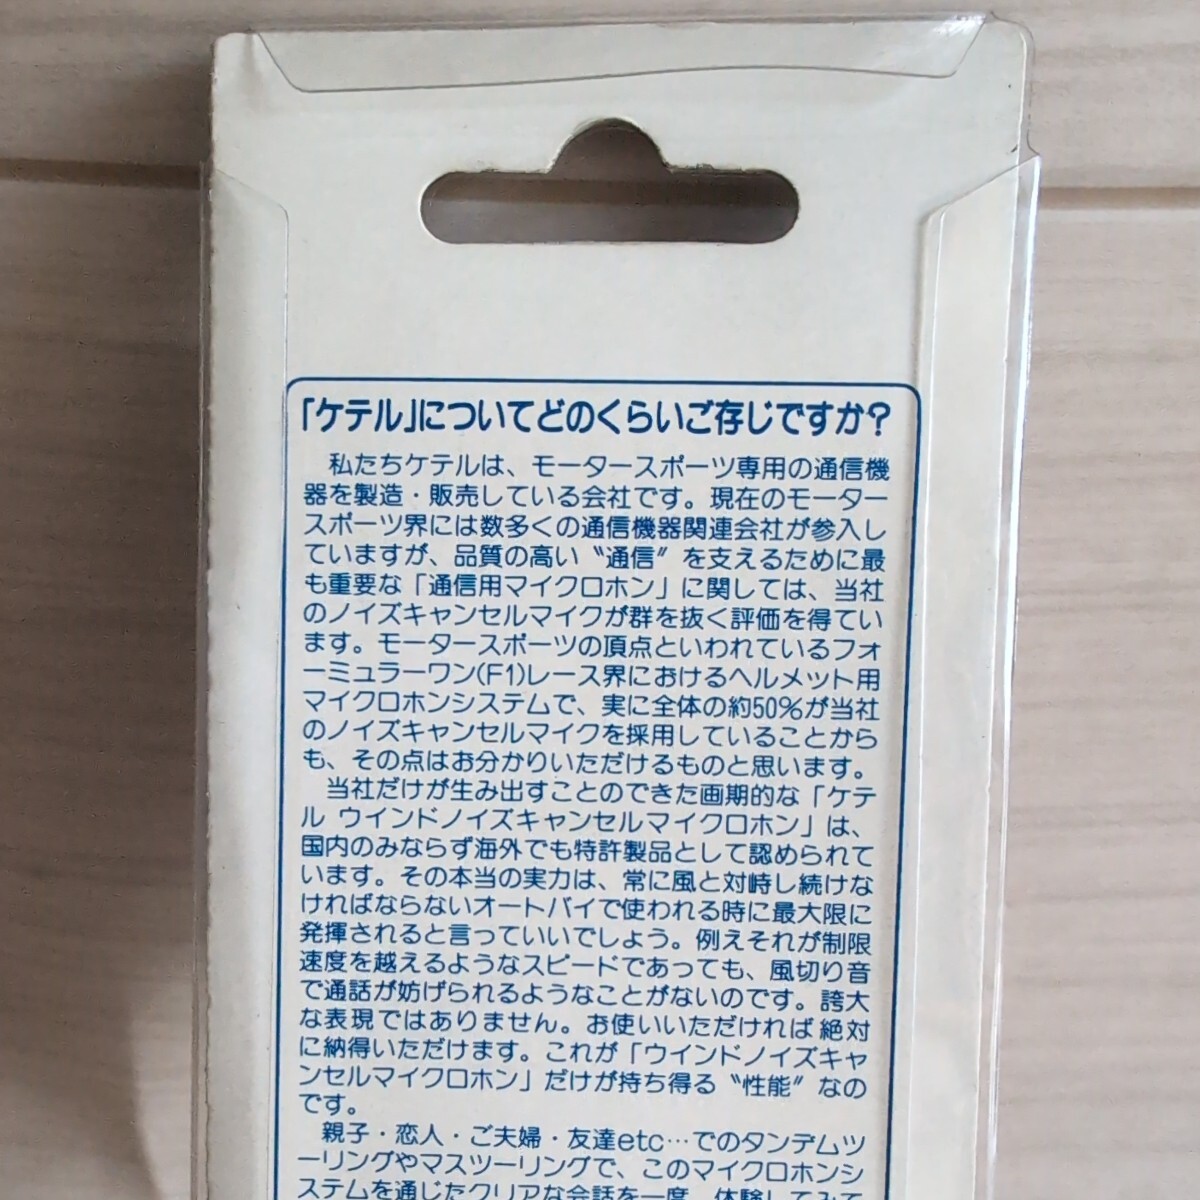 「ケテル」についてどのくらいご存じですか?
私たちケテルは、モータースポーツ専用の通信機
器を製造・販売している会社です。現在のモーター
スポーツ界には数多くの通信機器関連会社が参入し
ていますが、品質の高い〝通信〟を支えるために最
も重要な「通信用マイクロホン」に関しては、当社
のノイズキャンセルマイクが群を抜く評価を得てい
ます。モータースポーツの頂点といわれているフォ
ーミュラーワン(F1)レース界におけるヘルメット用
マイクロホンシステムで、実に全体の約50%が当社
のノイズキャンセルマイクを採用していることから
も、その点はお分かりいただけるものと思います。
当社だけが生み出すことのできた画期的な「ケテ
ル ウインドノイズキャンセルマイクロホン」は、
国内のみならず海外でも特許製品として認められて
います。その本当の実力は、常に風と対峙し続けな
ければならないオートバイで使われる時に最大限に
発揮されると言っていいでしょう。例えそれが制限
速度を越えるようなスピードであっても、風切り音
で通話が妨げられるようなことがないのです。誇大
な表現ではありません。お使いいただければ絶対
に納得いただけます。これが「ウインドノイズキャ
ンセルマイクロホン」だけが持ち得る〝性能〟なの
です。
親子・恋人・ご夫婦・友達etc…でのタンデムツ
ーリングやマスツーリングで、このマイクロホンシ
ステムを通じたクリアな会話を一度、体験してみて